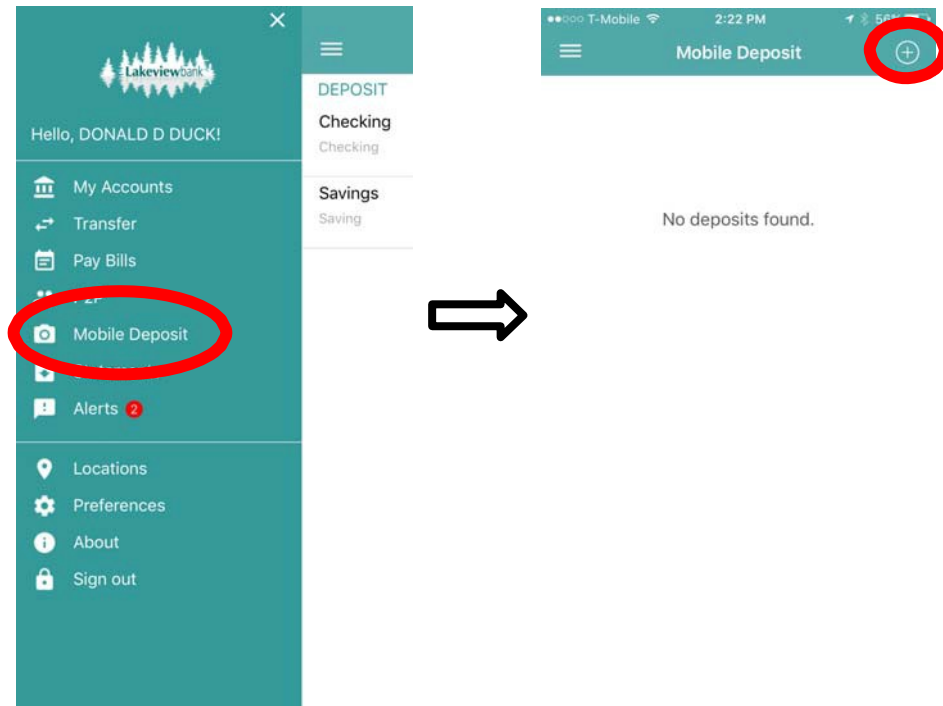 Lakeviewbank
Hello, DONALD D DUCK!
My Accounts
Transfer
Pay Bills
Mobile Deposit
Alerts 2
Locations
Preferences
About
Sign out
DEPOSIT
Checking
Checking
Savings
Saving
T-Mobile 2:22 PM
Mobile Deposit
No deposits found.